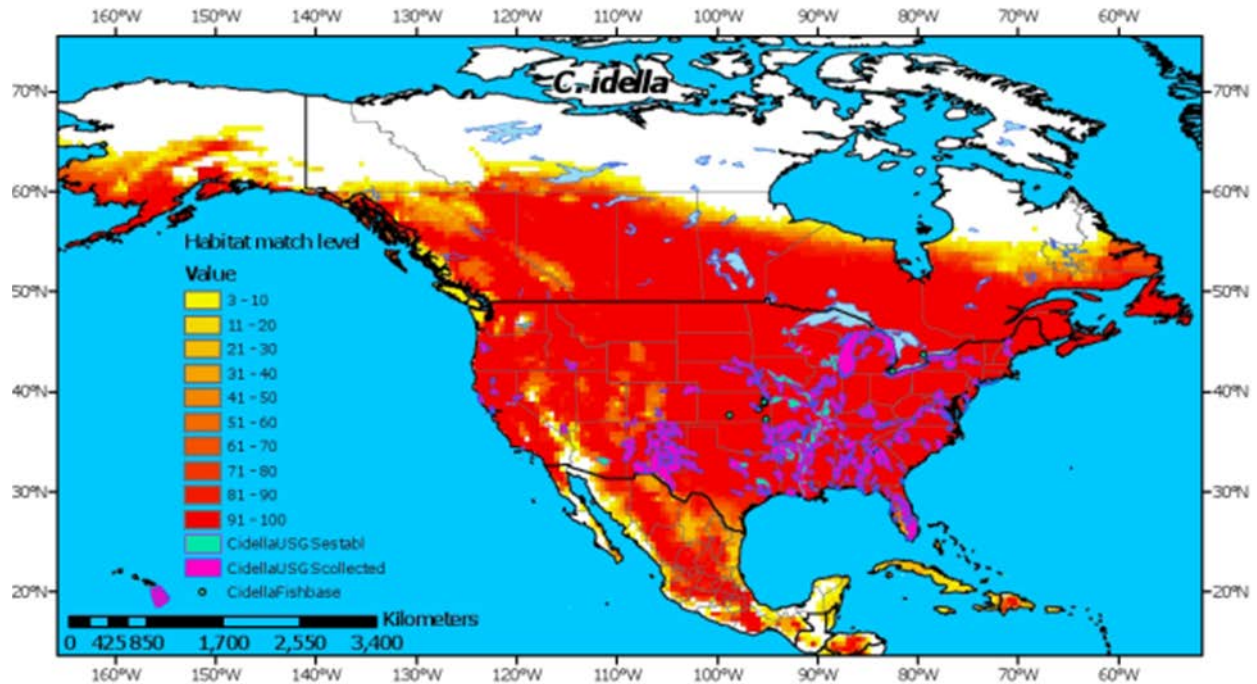 160°W 150°W 140°W 130°W 120°W 110°W 100°W 90°W 80°W 70°W 60°W
C. idella
70°N 70°N
60°N 60°N
Habitat match level
Value
50°N 50°N
3 - 10
11 - 20
21 - 30
31 - 40
40°N 40°N
41 - 50
51 - 60
61 - 70
71 - 80
30°N 30°N
81 - 90
91 - 100
CidellaUSGSestabl
CidellaUSGScollected
20°N 20°N
CidellaFishbase
Kilometers
0 425 850 1,700 2,550 3,400
160°W 150°W 140°W 130°W 120°W 110°W 100°W 90°W 80°W 70°W 60°W